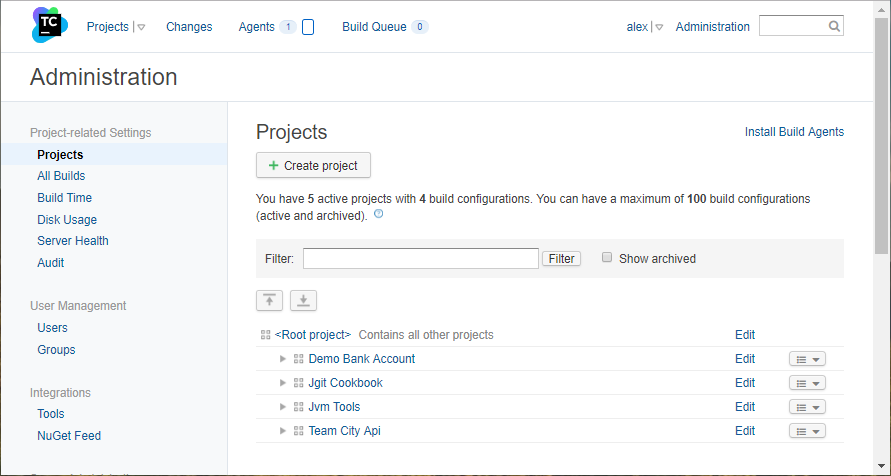 TC
Projects Changes Agents 1 Build Queue 0 alex Administration
Administration
Project-related Settings
Projects
All Builds
Build Time
Disk Usage
Server Health
Audit
User Management
Users
Groups
Integrations
Tools
NuGet Feed
Projects
Install Build Agents
+ Create project
You have 5 active projects with 4 build configurations. You can have a maximum of 100 build configurations
(active and archived). ?
Filter: Filter Show archived
<Root project> Contains all other projects Edit
Demo Bank Account Edit
Jgit Cookbook Edit
Jvm Tools Edit
Team City Api Edit